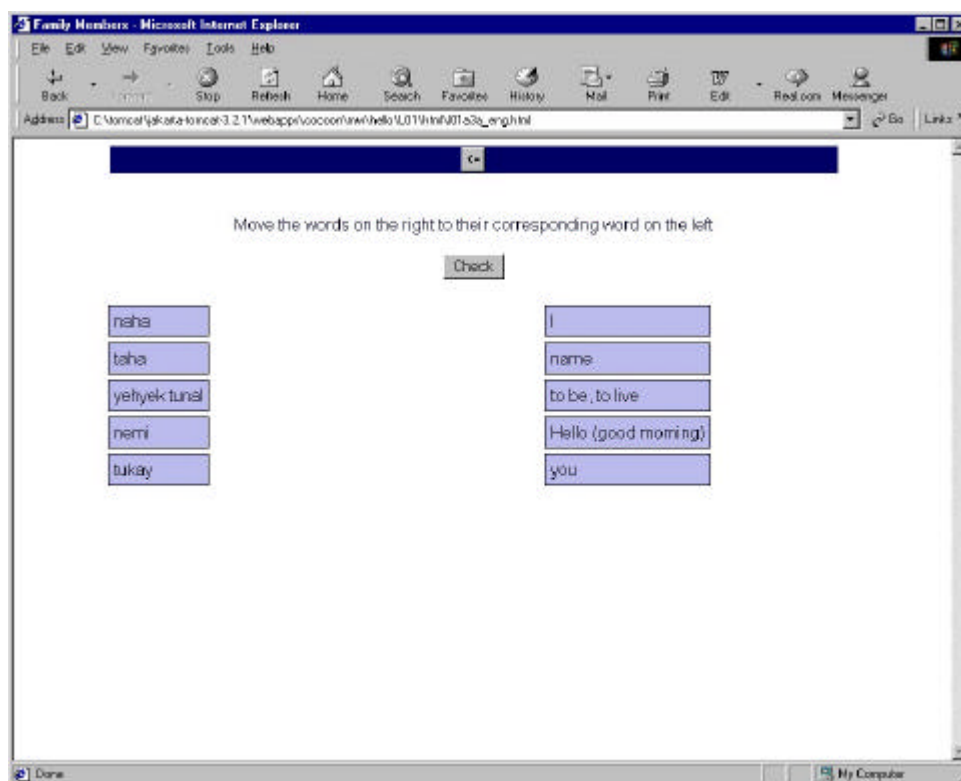 Family Members - Microsoft Internet Explorer
File Edit View Favorites Tools Help
Back Stop Refresh Home Search Favorites History Mail Print Edit Real.com Messenger
Address Go Links
<=
Move the words on the right to their corresponding word on the left
Check
naha I
taha name
yehyek tunal to be, to live
nemi Hello (good morning)
tukay you
Done My Computer